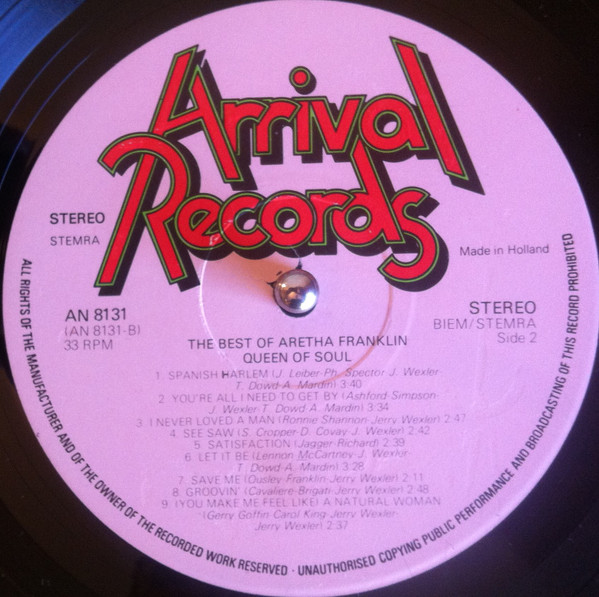 Arrival
Records
STEREO
STEMRA
Made in Holland
AN 8131
(AN 8131-B)
33 RPM
STEREO
BIEM/STEMRA
Side 2
THE BEST OF ARETHA FRANKLIN
QUEEN OF SOUL
1. SPANISH HARLEM (J. Leiber-Ph. Spector J. Wexler-
T. Dowd-A. Mardin) 3:40
2. YOU'RE ALL I NEED TO GET BY (Ashford-Simpson-
J. Wexler-T. Dowd A. Mardin) 3:34
3. I NEVER LOVED A MAN (Ronnie Shannon-Jerry Wexler) 2:47
4. SEE SAW (S. Cropper-D. Covay J. Wexler) 2:42
5. SATISFACTION (Jagger-Richard) 2:39
6. LET IT BE (Lennon McCartney-J. Wexler
T. Dowd-A. Mardin) 3:28
7. SAVE ME (Ousley-Franklin-Jerry Wexler) 2:11
8. GROOVIN' (Cavaliere-Brigati-Jerry Wexler) 2:48
9. (YOU MAKE ME FEEL LIKE) A NATURAL WOMAN
(Gerry Goffin-Carol King-Jerry Wexler-
Jerry Wexler) 2:37
ALL RIGHTS OF THE MANUFACTURER AND OF THE OWNER OF THE RECORDED WORK RESERVED - UNAUTHORISED COPYING PUBLIC PERFORMANCE AND BROADCASTING OF THIS RECORD PROHIBITED